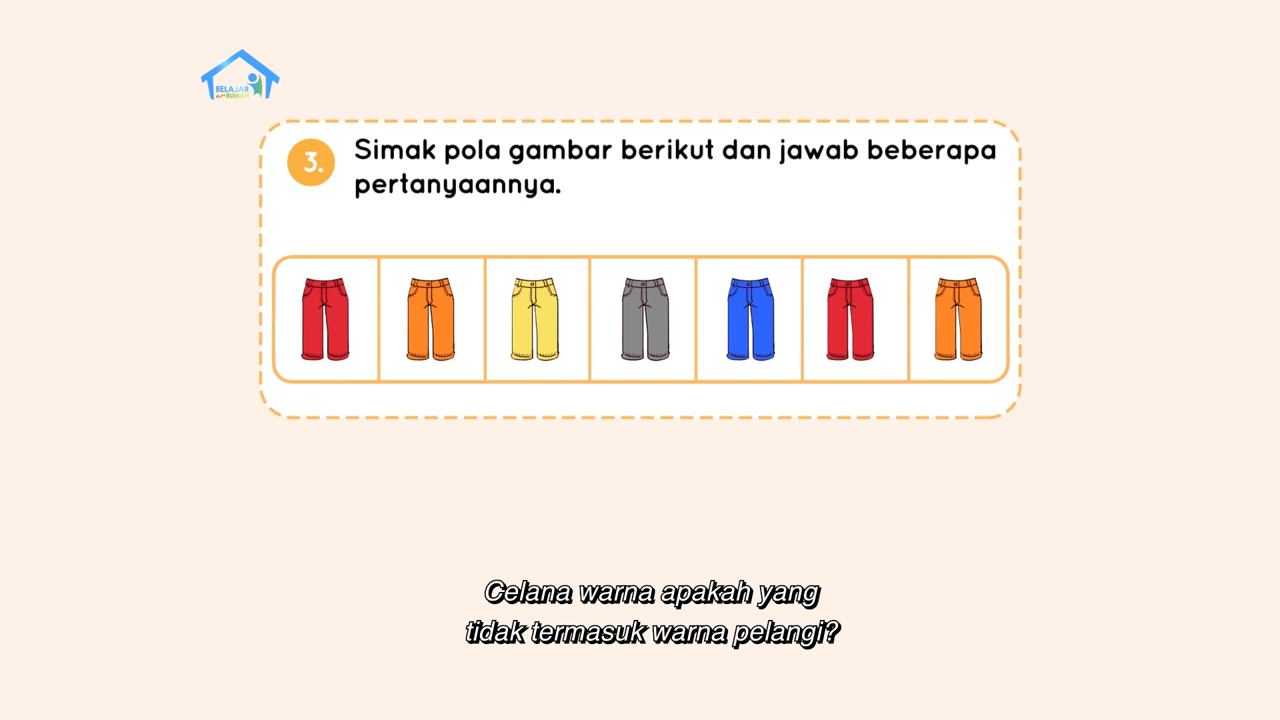 BELAJAR
dari RUMAH
3.
Simak pola gambar berikut dan jawab beberapa
pertanyaannya.
Celana warna apakah yang
tidak termasuk warna pelangi?